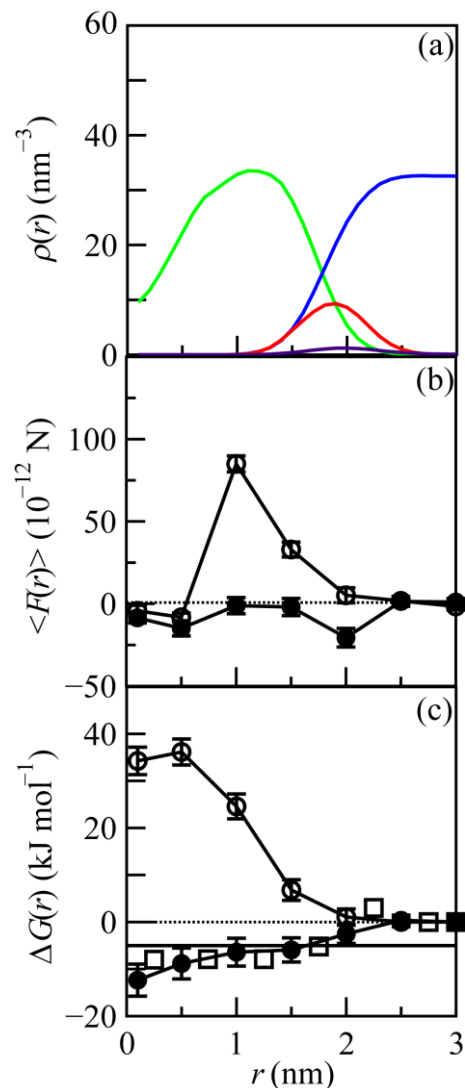 60
(a)
40
ρ(r) (nm⁻³)
20
0
(b)
100
<F(r)> (10⁻¹² N)
50
0
−50
(c)
40
20
ΔG(r) (kJ mol⁻¹)
0
−20
0 1 2 3
r (nm)